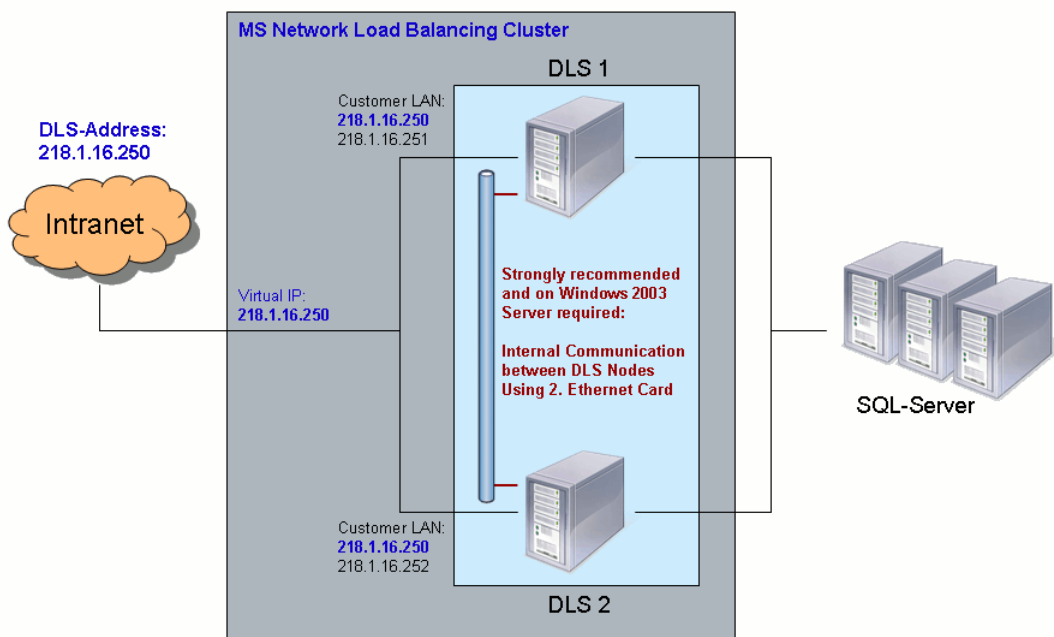 MS Network Load Balancing Cluster
DLS 1
Customer LAN:
218.1.16.250
218.1.16.251
DLS-Address:
218.1.16.250
Intranet
Virtual IP:
218.1.16.250
Strongly recommended
and on Windows 2003
Server required:
Internal Communication
between DLS Nodes
Using 2. Ethernet Card
SQL-Server
Customer LAN:
218.1.16.250
218.1.16.252
DLS 2